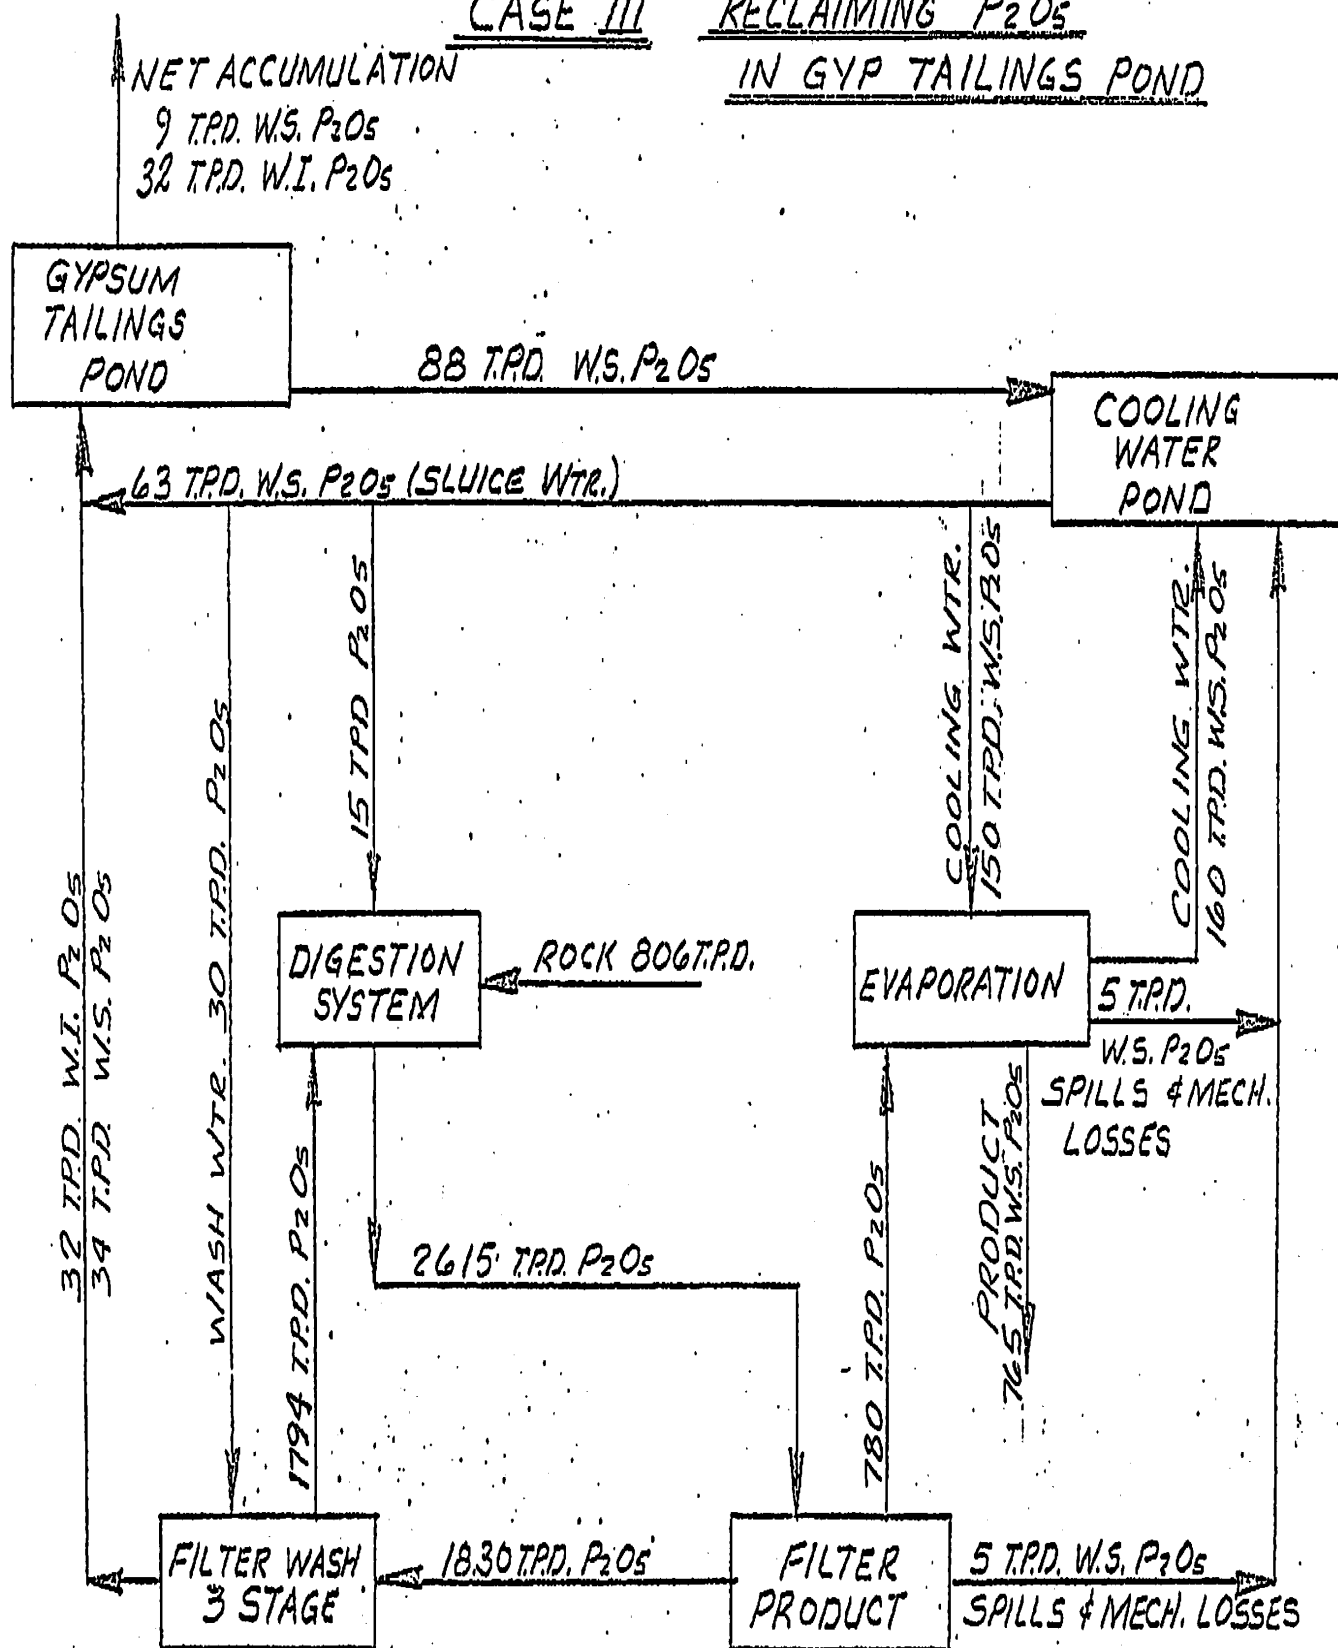 CASE III RECLAIMING P2O5
IN GYP TAILINGS POND
NET ACCUMULATION
9 T.P.D. W.S. P2O5
32 T.P.D. W.I. P2O5
GYPSUM
TAILINGS
POND
88 T.P.D. W.S. P2O5
COOLING
WATER
POND
63 T.P.D. W.S. P2O5 (SLUICE WTR.)
15 TPD P2O5
COOLING WTR.
150 T.P.D. W.S. P2O5
COOLING WTR.
160 T.P.D. W.S. P2O5
WASH WTR. 30 T.P.D. P2O5
32 T.P.D. W.I. P2O5
34 T.P.D. W.S. P2O5
DIGESTION
SYSTEM
ROCK 806 T.P.D.
EVAPORATION
5 T.P.D.
W.S. P2O5
SPILLS & MECH.
LOSSES
1794 T.P.D. P2O5
2615 T.P.D. P2O5
780 T.P.D. P2O5
PRODUCT
765 T.P.D. W.S. P2O5
FILTER WASH
3 STAGE
1830 T.P.D. P2O5
FILTER
PRODUCT
5 T.P.D. W.S. P2O5
SPILLS & MECH. LOSSES